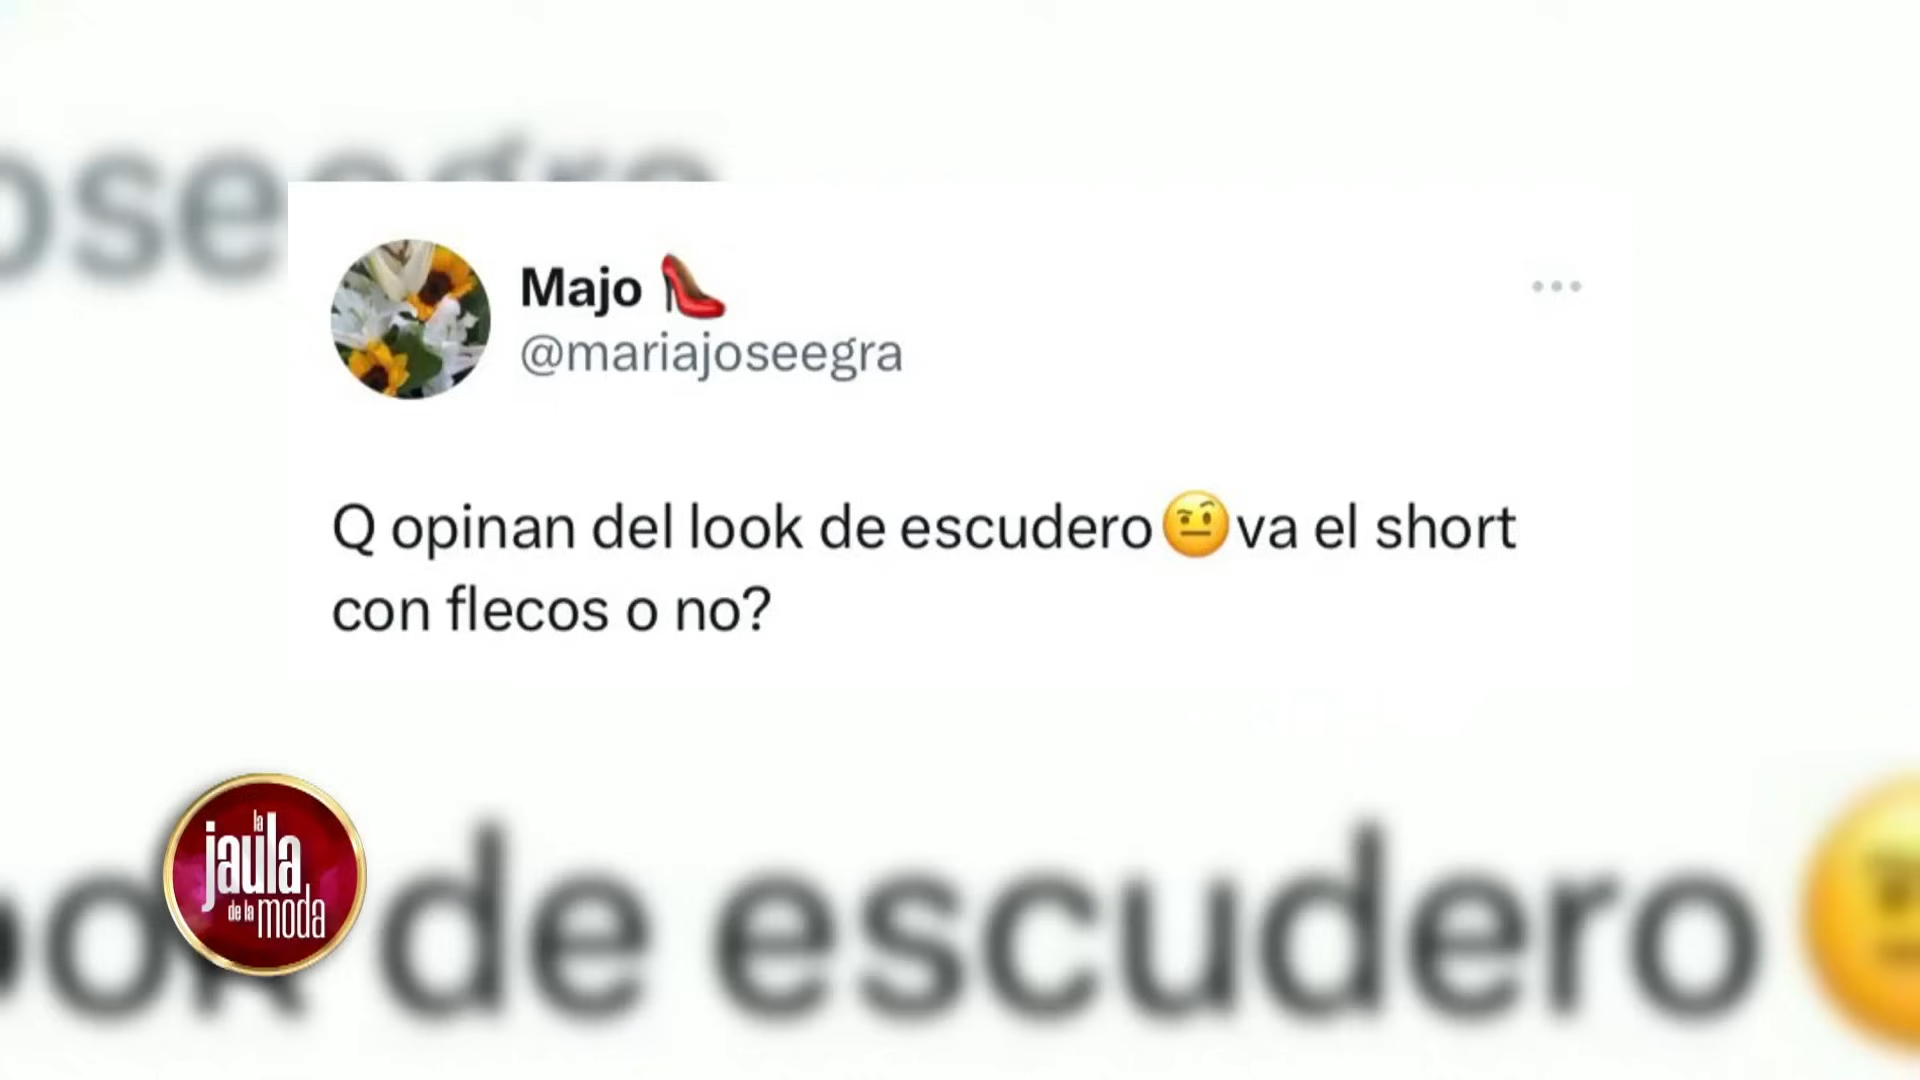 Majo 👠
@mariajoseegra
Q opinan del look de escudero🤨va el short
con flecos o no?
la
jaula
de la moda
de escudero